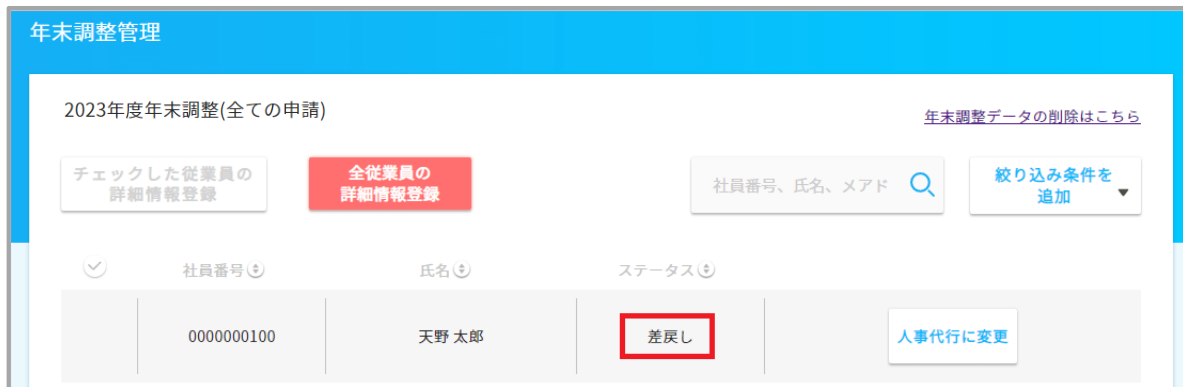 年末調整管理
2023年度年末調整(全ての申請)
年末調整データの削除はこちら
チェックした従業員の
詳細情報登録
全従業員の
詳細情報登録
社員番号、氏名、メアド
絞り込み条件を
追加
社員番号 氏名 ステータス
0000000100 天野 太郎 差戻し 人事代行に変更